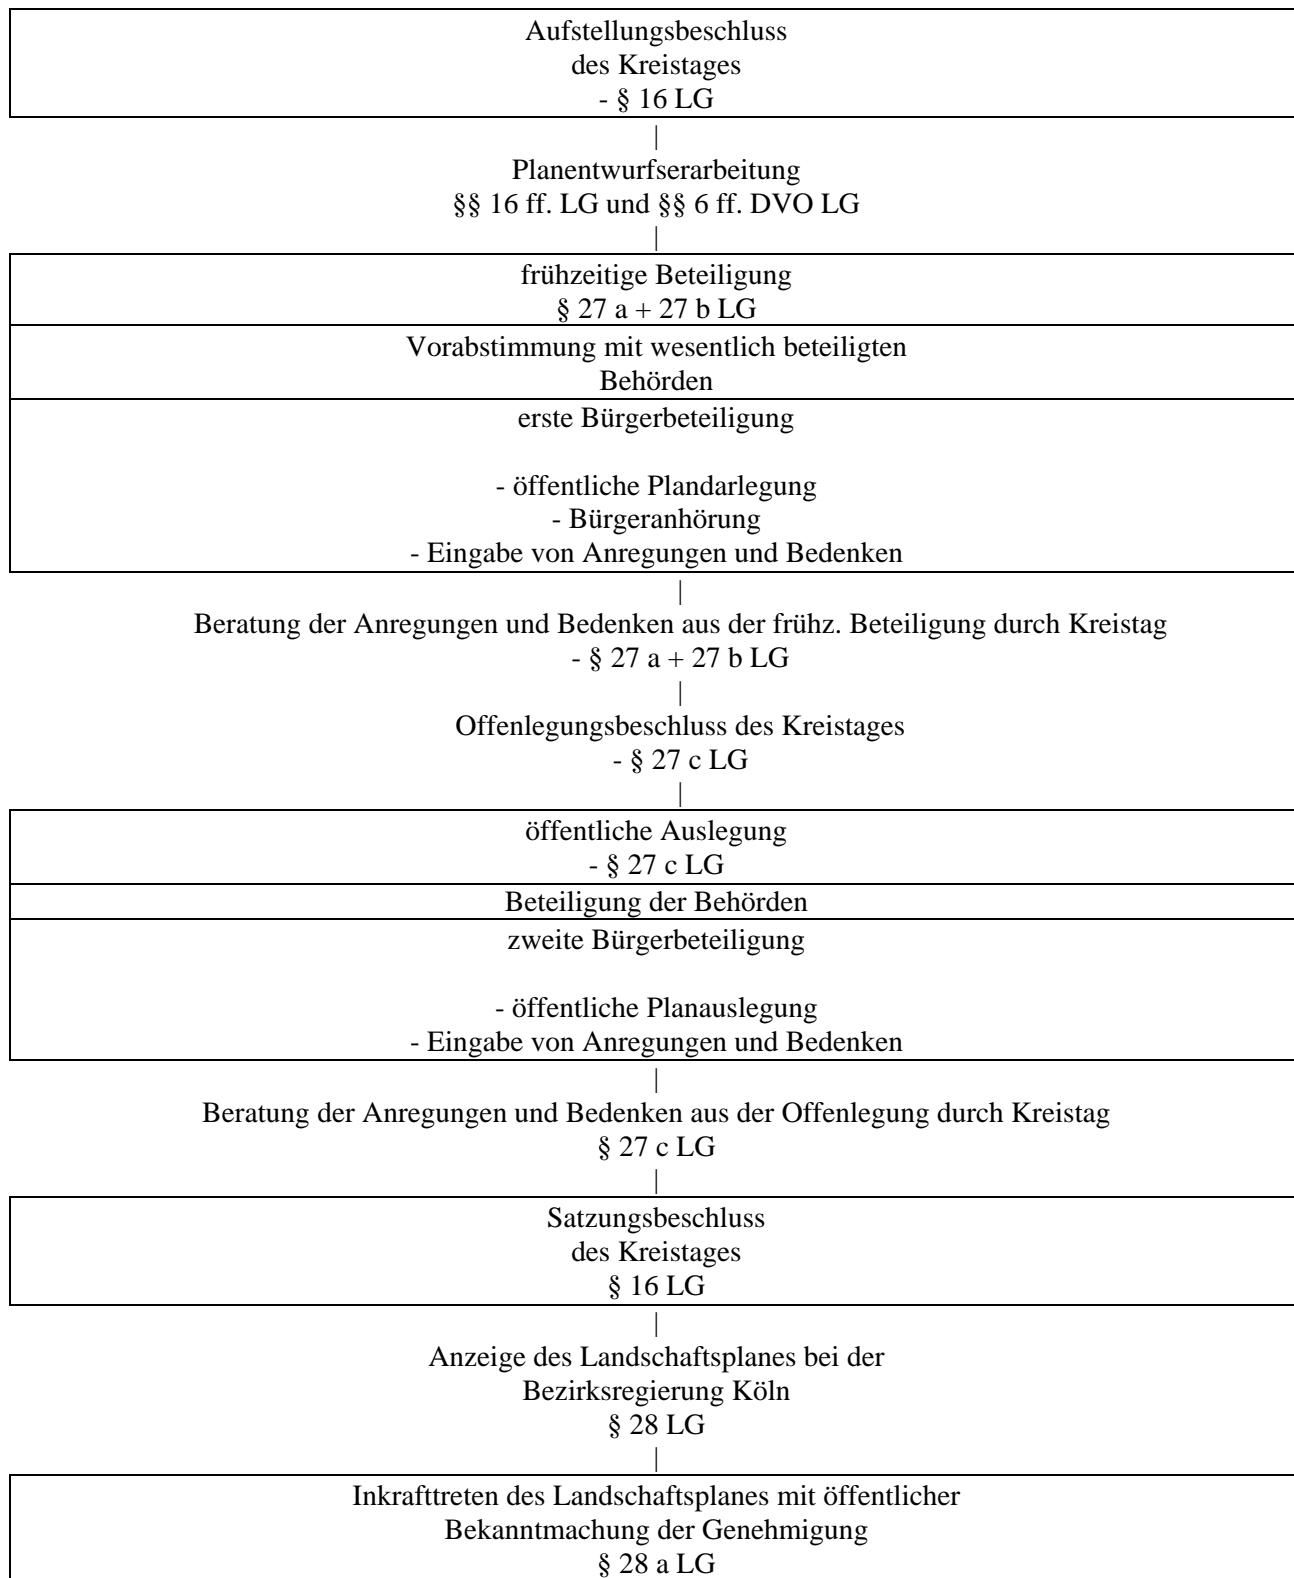 Aufstellungsbeschluss
des Kreistages
- § 16 LG
|
Planentwurfserarbeitung
§§ 16 ff. LG und §§ 6 ff. DVO LG
|
frühzeitige Beteiligung
§ 27 a + 27 b LG
Vorabstimmung mit wesentlich beteiligten
Behörden
erste Bürgerbeteiligung
- öffentliche Plandarlegung
- Bürgeranhörung
- Eingabe von Anregungen und Bedenken
|
Beratung der Anregungen und Bedenken aus der frühz. Beteiligung durch Kreistag
- § 27 a + 27 b LG
|
Offenlegungsbeschluss des Kreistages
- § 27 c LG
|
öffentliche Auslegung
- § 27 c LG
Beteiligung der Behörden
zweite Bürgerbeteiligung
- öffentliche Planauslegung
- Eingabe von Anregungen und Bedenken
|
Beratung der Anregungen und Bedenken aus der Offenlegung durch Kreistag
§ 27 c LG
|
Satzungsbeschluss
des Kreistages
§ 16 LG
|
Anzeige des Landschaftsplanes bei der
Bezirksregierung Köln
§ 28 LG
|
Inkrafttreten des Landschaftsplanes mit öffentlicher
Bekanntmachung der Genehmigung
§ 28 a LG